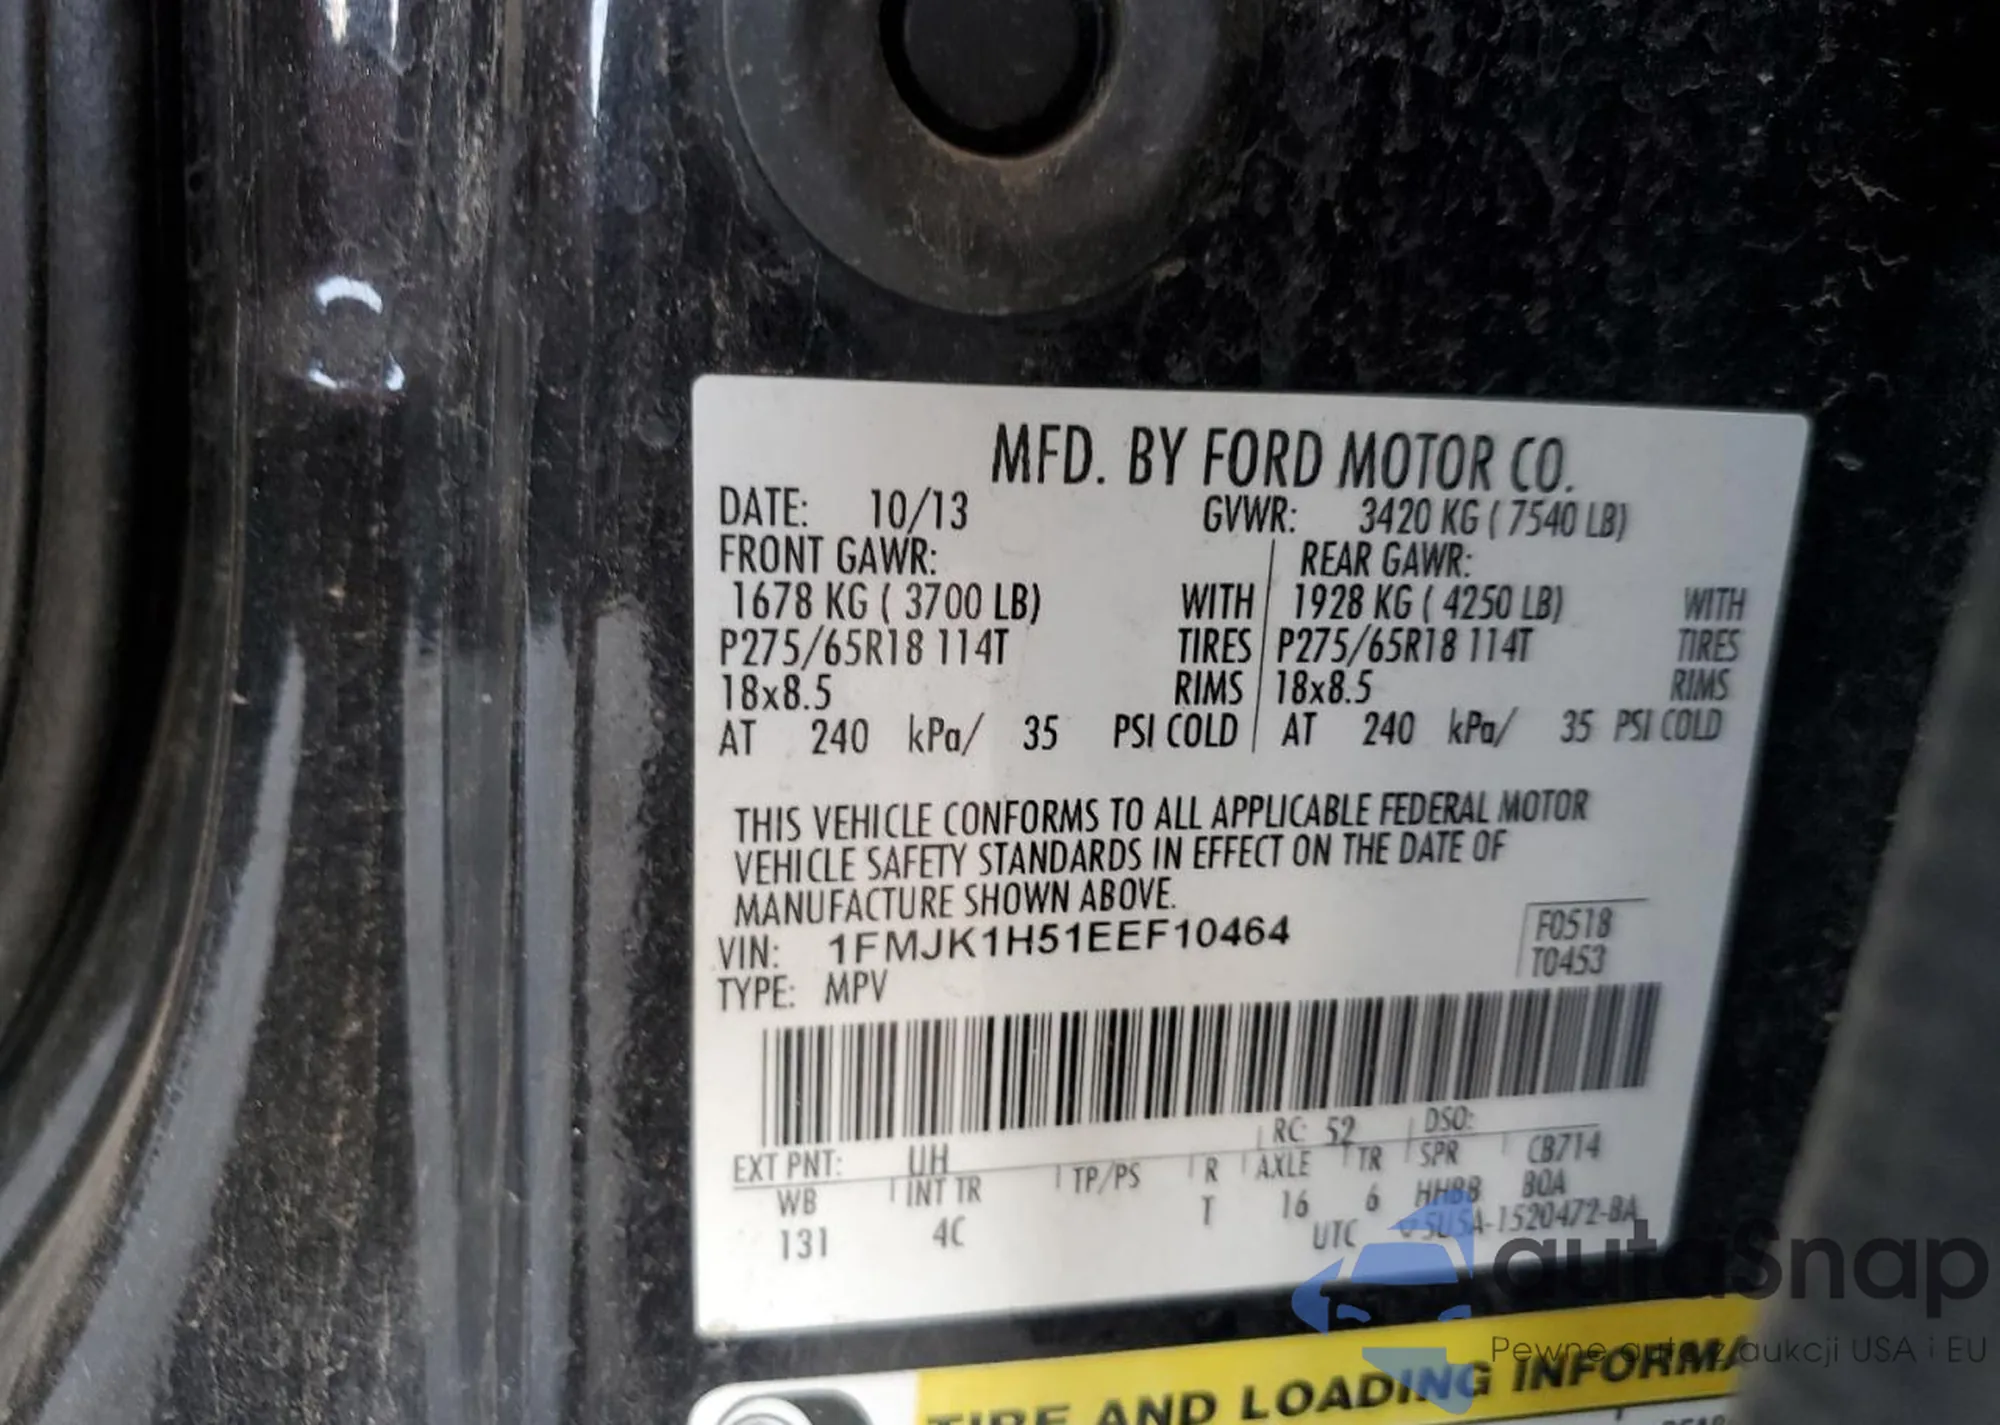 MFD. BY FORD MOTOR CO.
DATE: 10/13 GVWR: 3420 KG ( 7540 LB)
FRONT GAWR: REAR GAWR:
1678 KG ( 3700 LB) WITH 1928 KG ( 4250 LB) WITH
P275/65R18 114T TIRES P275/65R18 114T TIRES
18x8.5 RIMS 18x8.5 RIMS
AT 240 kPa/ 35 PSI COLD AT 240 kPa/ 35 PSI COLD
THIS VEHICLE CONFORMS TO ALL APPLICABLE FEDERAL MOTOR
VEHICLE SAFETY STANDARDS IN EFFECT ON THE DATE OF
MANUFACTURE SHOWN ABOVE.
VIN: 1FMJK1H51EEF10464 F0518
TYPE: MPV T0453
EXT PNT: UH RC: 52 DSO: CB714
WB INT TR TP/PS R AXLE TR SPR BOA
131 4C T 16 6 HHBB
UTC 5U5A-1520472-BA
autasnap
Pewne auta z aukcji USA i EU
TIRE AND LOADING INFORMA